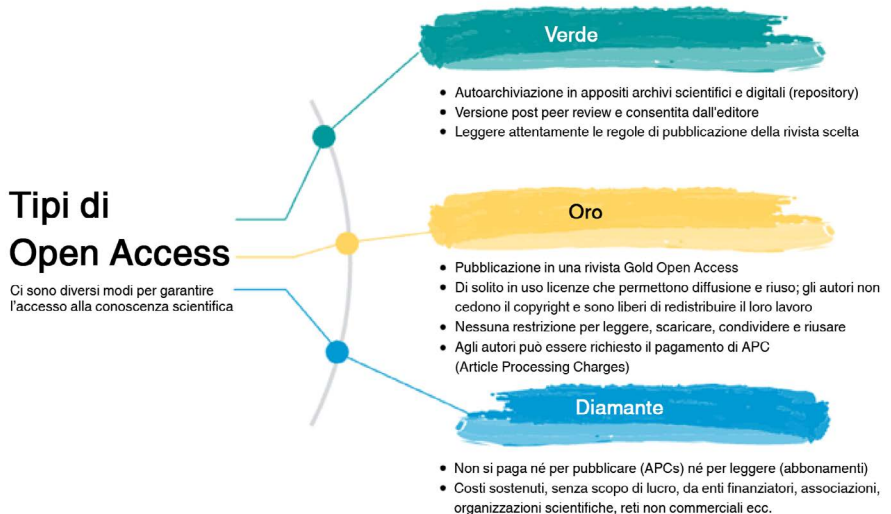 Tipi di
Open Access
Ci sono diversi modi per garantire
l'accesso alla conoscenza scientifica
Verde
• Autoarchiviazione in appositi archivi scientifici e digitali (repository)
• Versione post peer review e consentita dall'editore
• Leggere attentamente le regole di pubblicazione della rivista scelta
Oro
• Pubblicazione in una rivista Gold Open Access
• Di solito in uso licenze che permettono diffusione e riuso; gli autori non
cedono il copyright e sono liberi di redistribuire il loro lavoro
• Nessuna restrizione per leggere, scaricare, condividere e riusare
• Agli autori può essere richiesto il pagamento di APC
(Article Processing Charges)
Diamante
• Non si paga né per pubblicare (APCs) né per leggere (abbonamenti)
• Costi sostenuti, senza scopo di lucro, da enti finanziatori, associazioni,
organizzazioni scientifiche, reti non commerciali ecc.